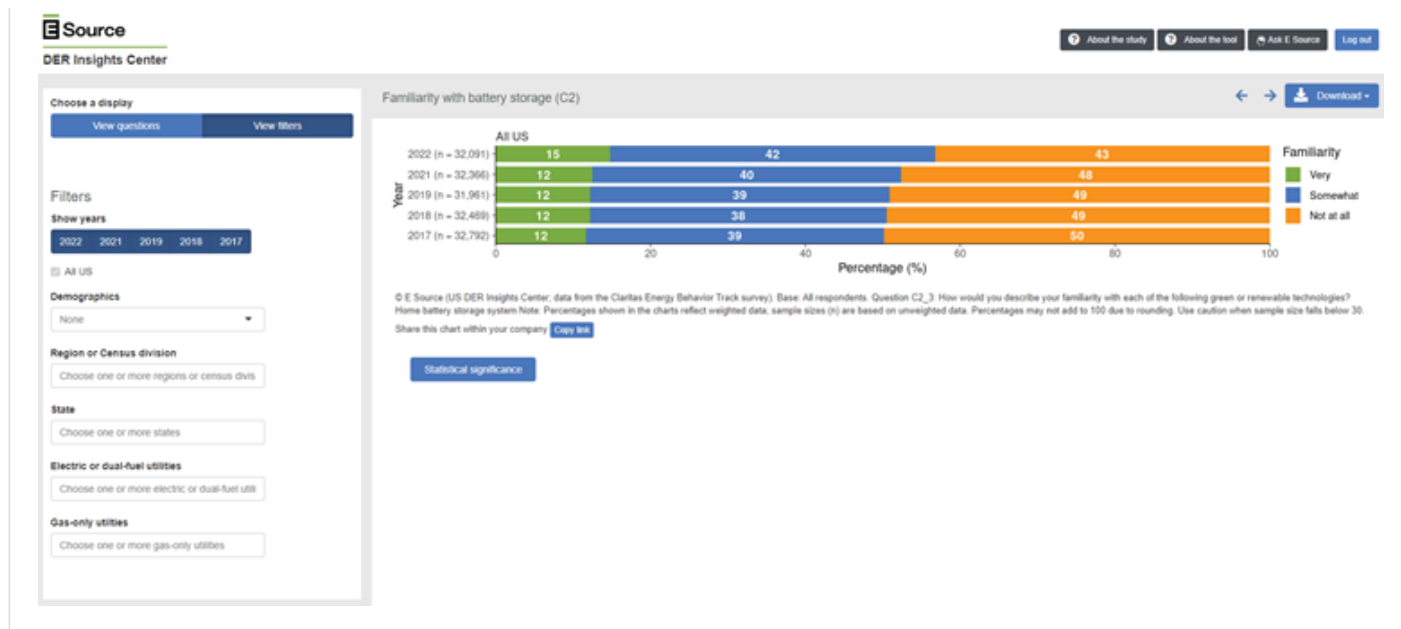 E Source
DER Insights Center
About the study
About the tool
Ask E Source
Log out
Choose a display
View questions
View filters
Filters
Show years
2022 2021 2019 2018 2017
All US
Demographics
None
Region or Census division
Choose one or more regions or census divis
State
Choose one or more states
Electric or dual-fuel utilities
Choose one or more electric or dual-fuel utili
Gas-only utilties
Choose one or more gas-only utilities
Familiarity with battery storage (C2)
Download
All US
Year
2022 (n = 32,091) 15 42 43
2021 (n = 32,366) 12 40 48
2019 (n = 31,961) 12 39 49
2018 (n = 32,469) 12 38 49
2017 (n = 32,792) 12 39 50
0 20 40 60 80 100
Percentage (%)
Familiarity
Very
Somewhat
Not at all
© E Source (US DER Insights Center; data from the Claritas Energy Behavior Track survey). Base: All respondents. Question C2_3: How would you describe your familiarity with each of the following green or renewable technologies?
Home battery storage system Note: Percentages shown in the charts reflect weighted data; sample sizes (n) are based on unweighted data. Percentages may not add to 100 due to rounding. Use caution when sample size falls below 30.
Share this chart within your company Copy link
Statistical significance